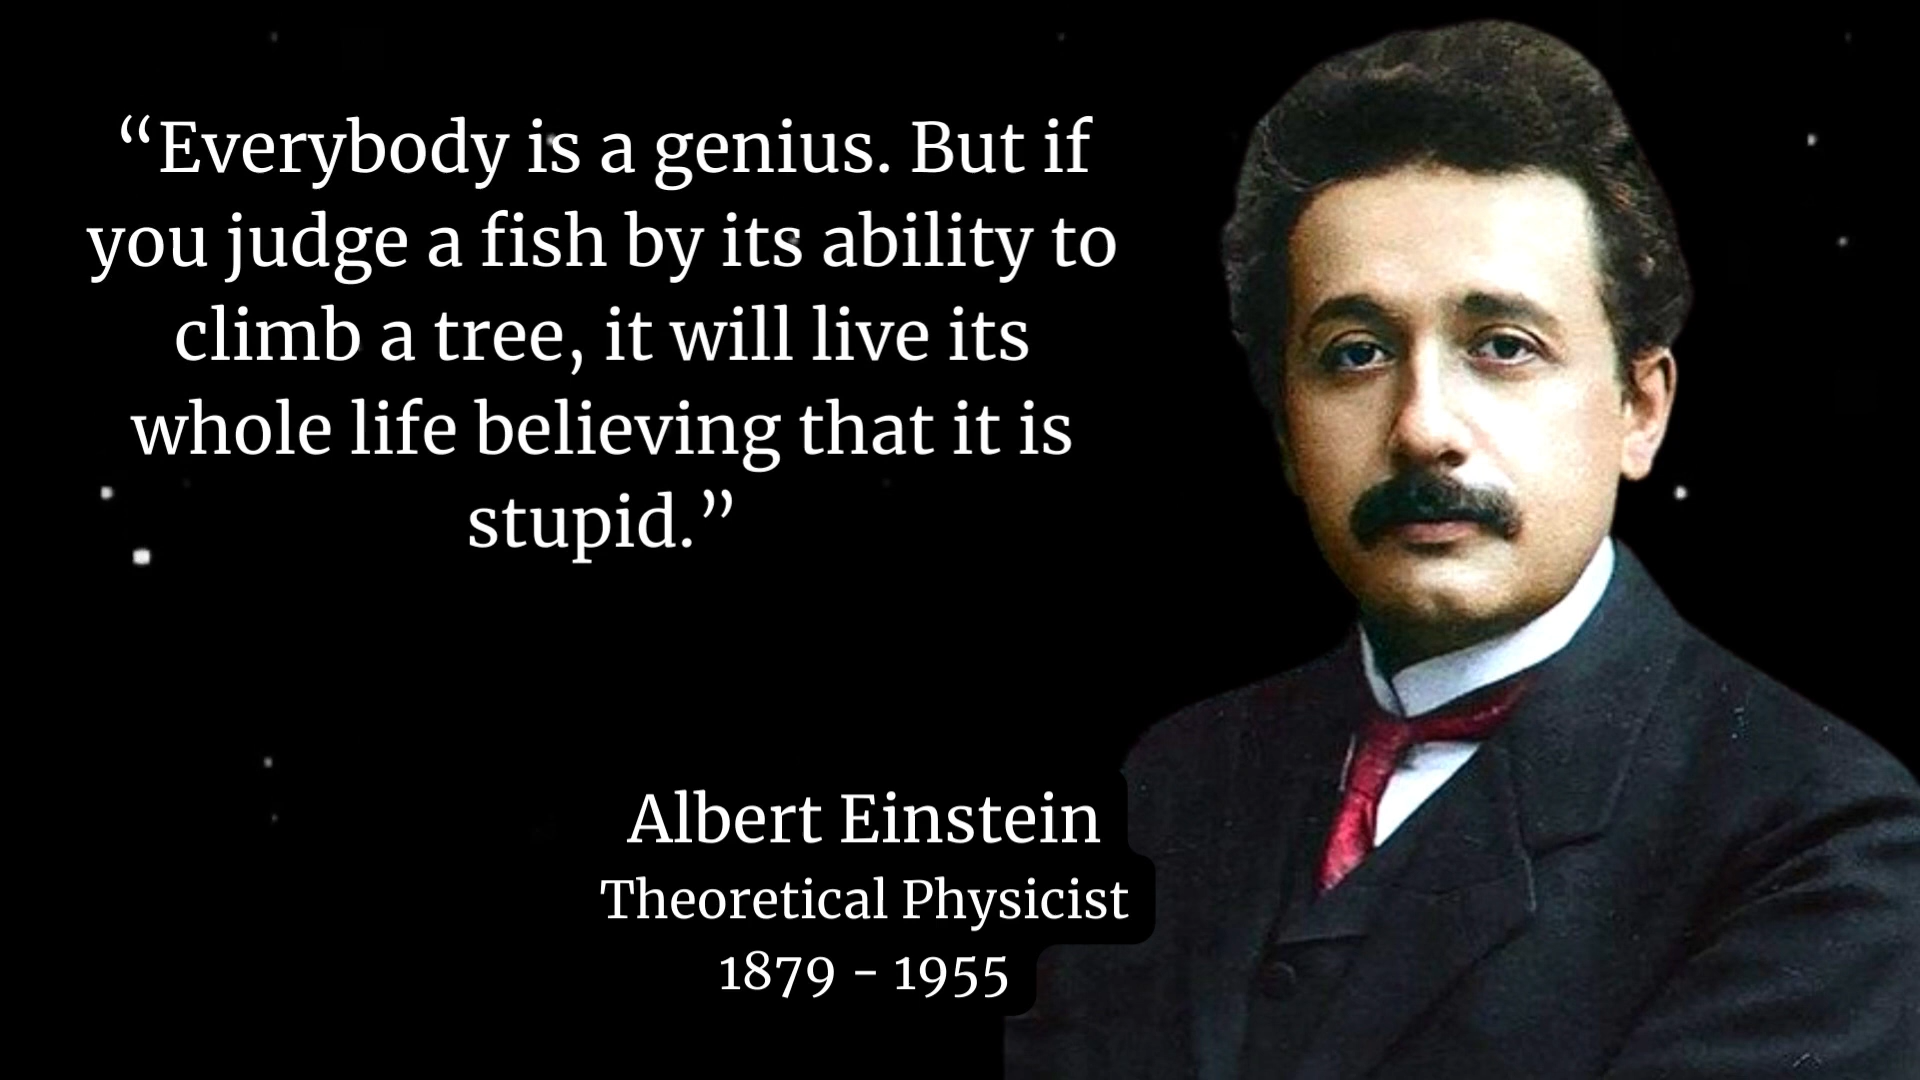 “Everybody is a genius. But if
you judge a fish by its ability to
climb a tree, it will live its
whole life believing that it is
stupid.”
Albert Einstein
Theoretical Physicist
1879 - 1955